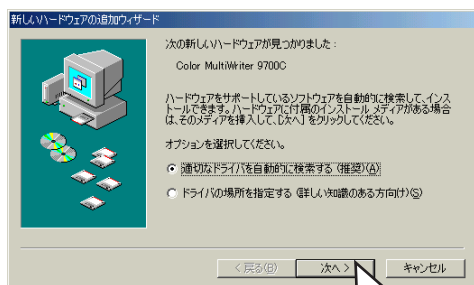 新しいハードウェアの追加ウィザード
次の新しいハードウェアが見つかりました :
Color MultiWriter 9700C
ハードウェアをサポートしているソフトウェアを自動的に検索して、インス
トールできます。ハードウェアに付属のインストール メディアがある場合
は、そのメディアを挿入して、[次へ] をクリックしてください。
オプションを選択してください。
適切なドライバを自動的に検索する (推奨)(A)
ドライバの場所を指定する (詳しい知識のある方向け)(S)
< 戻る(B)
次へ >
キャンセル